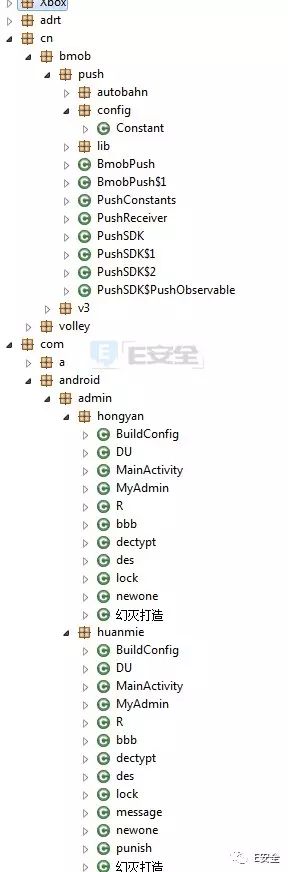 Xbox
adrt
cn
bmob
push
autobahn
config
Constant
lib
BmobPush
BmobPush$1
PushConstants
PushReceiver
PushSDK
PushSDK$1
PushSDK$2
PushSDK$PushObservable
v3
volley
com
E安全
a
android
admin
hongyan
BuildConfig
DU
MainActivity
MyAdmin
R
bbb
dectypt
des
lock
newone
幻灭打造
huanmie
BuildConfig
DU
MainActivity
MyAdmin
R
bbb
dectypt
des
lock
message
newone
punish
幻灭打造
E安全